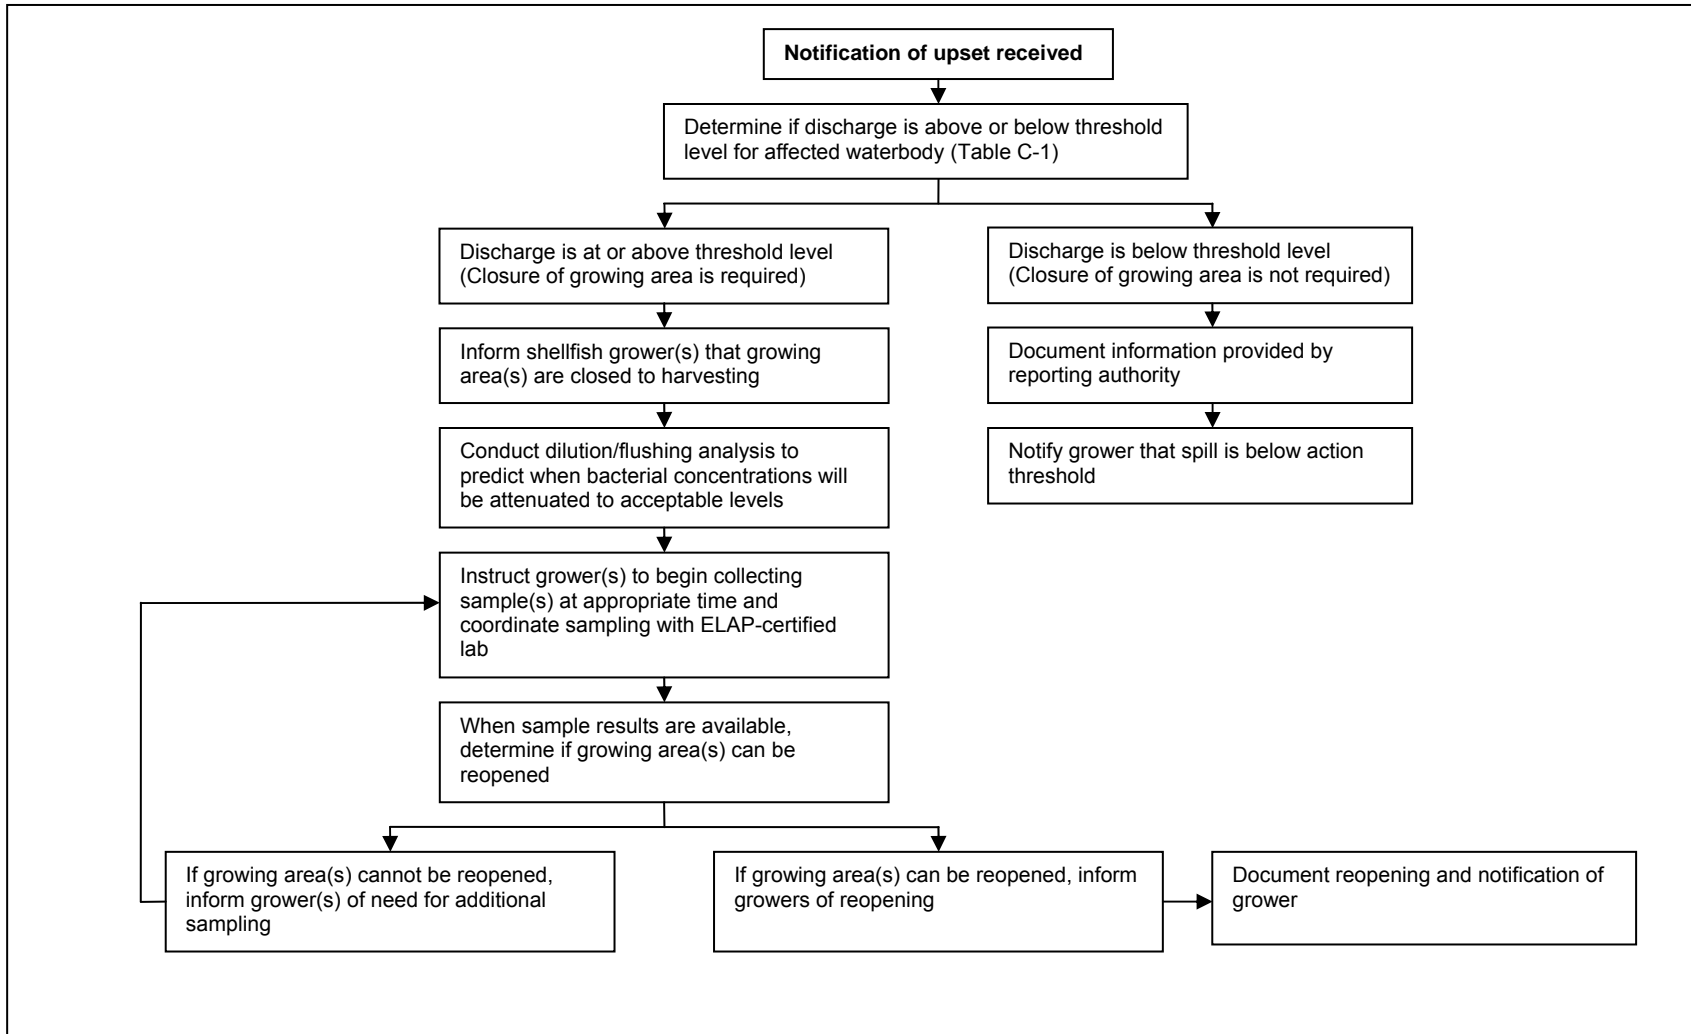 Notification of upset received
Determine if discharge is above or below threshold
level for affected waterbody (Table C-1)
Discharge is at or above threshold level
(Closure of growing area is required)
Discharge is below threshold level
(Closure of growing area is not required)
Inform shellfish grower(s) that growing
area(s) are closed to harvesting
Document information provided by
reporting authority
Conduct dilution/flushing analysis to
predict when bacterial concentrations will
be attenuated to acceptable levels
Notify grower that spill is below action
threshold
Instruct grower(s) to begin collecting
sample(s) at appropriate time and
coordinate sampling with ELAP-certified
lab
When sample results are available,
determine if growing area(s) can be
reopened
If growing area(s) cannot be reopened,
inform grower(s) of need for additional
sampling
If growing area(s) can be reopened, inform
growers of reopening
Document reopening and notification of
grower